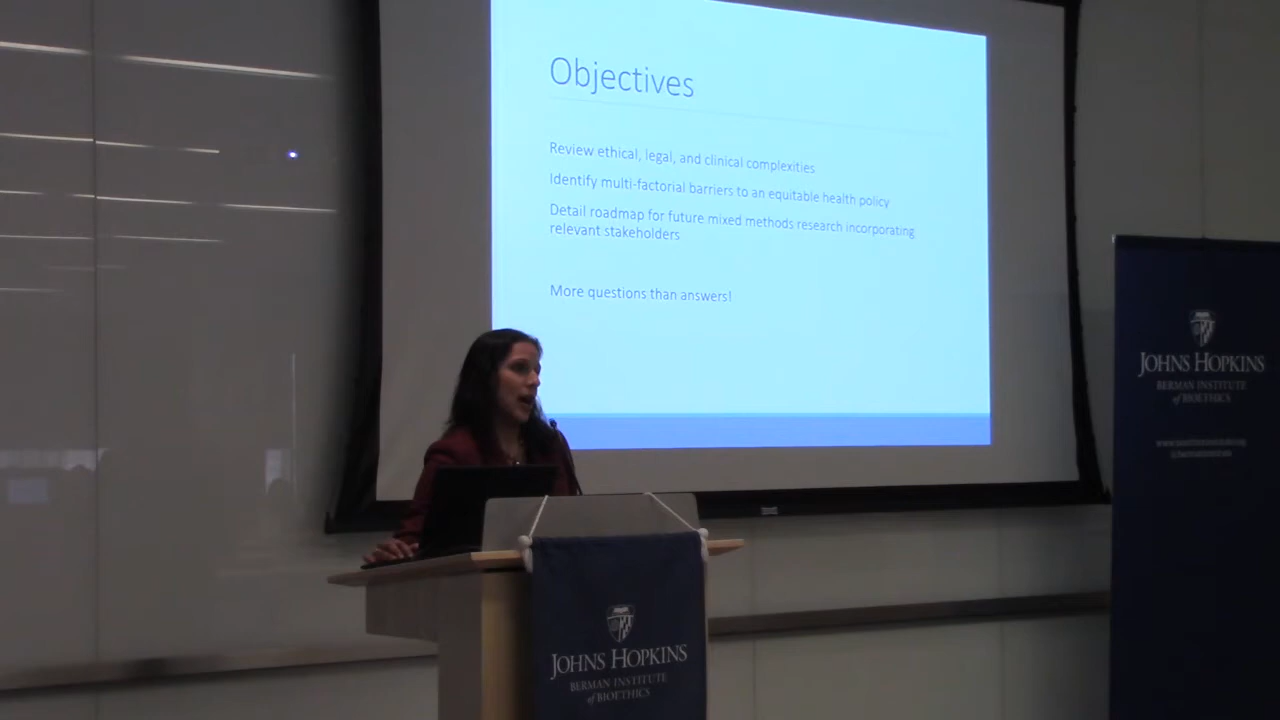 Objectives
Review ethical, legal, and clinical complexities
Identify multi-factorial barriers to an equitable health policy
Detail roadmap for future mixed methods research incorporating
relevant stakeholders
More questions than answers!
JOHNS HOPKINS
BERMAN INSTITUTE
of BIOETHICS
JOHNS HOPKINS
BERMAN INSTITUTE
of BIOETHICS